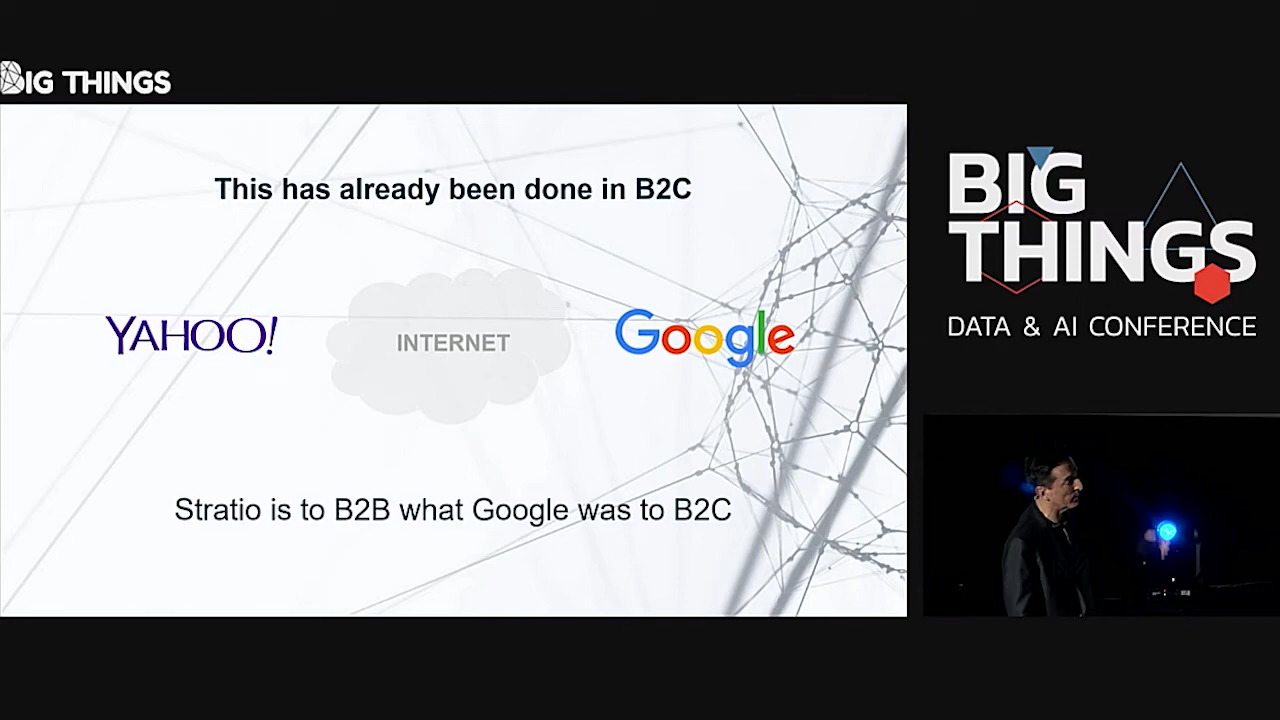 BIG THINGS
This has already been done in B2C
YAHOO!
INTERNET
Google
Stratio is to B2B what Google was to B2C
BIG
THINGS
DATA & AI CONFERENCE